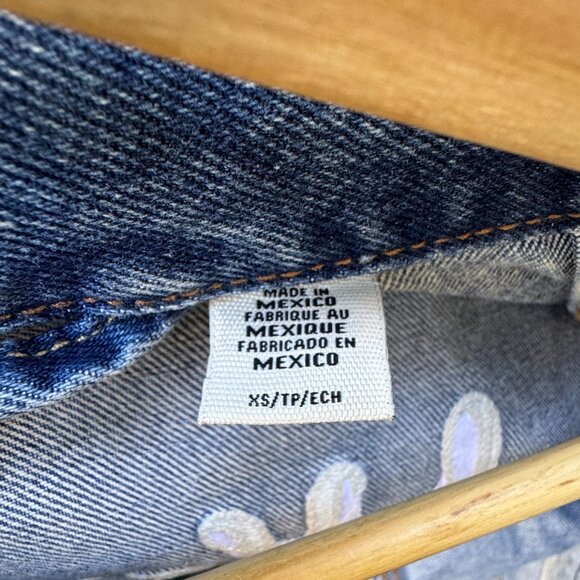 MADE IN
MEXICO
FABRIQUE AU
MEXIQUE
FABRICADO EN
MEXICO
XS/TP/ECH